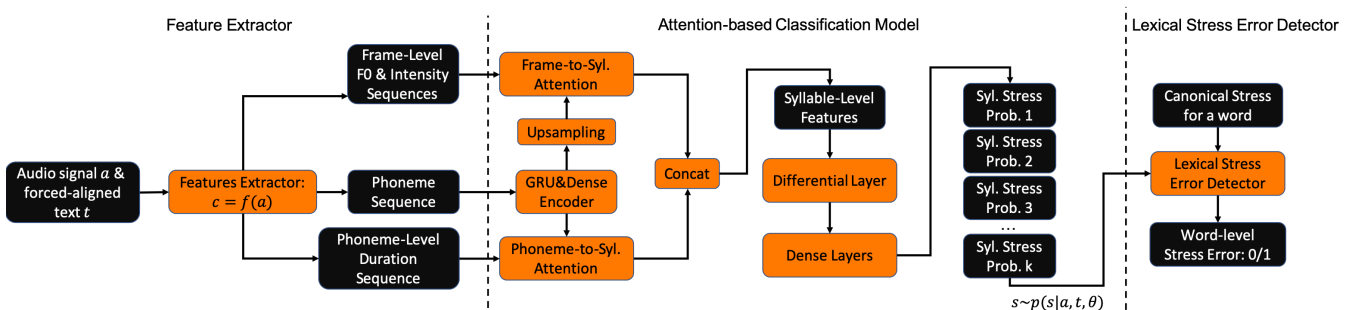 Feature Extractor
Attention-based Classification Model
Lexical Stress Error Detector
Audio signal a &
forced-aligned
text t
Features Extractor:
c = f(a)
Frame-Level
F0 & Intensity
Sequences
Phoneme
Sequence
Phoneme-Level
Duration
Sequence
Frame-to-Syl.
Attention
Upsampling
GRU&Dense
Encoder
Phoneme-to-Syl.
Attention
Concat
Syllable-Level
Features
Differential Layer
Dense Layers
Syl. Stress
Prob. 1
Syl. Stress
Prob. 2
Syl. Stress
Prob. 3
...
Syl. Stress
Prob. k
s~p(s|a, t, θ)
Canonical Stress
for a word
Lexical Stress
Error Detector
Word-level
Stress Error: 0/1